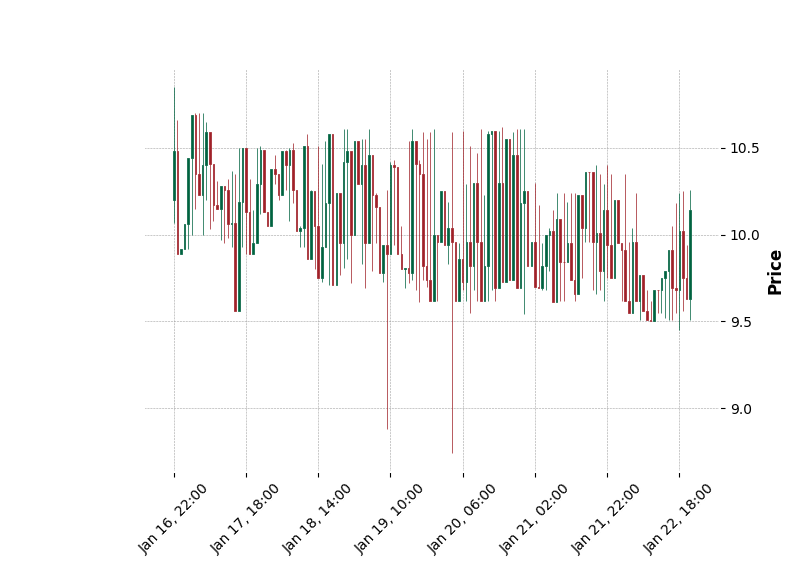 10.5
10.0
9.5
9.0
Price
Jan 16, 22:00
Jan 17, 18:00
Jan 18, 14:00
Jan 19, 10:00
Jan 20, 06:00
Jan 21, 02:00
Jan 21, 22:00
Jan 22, 18:00